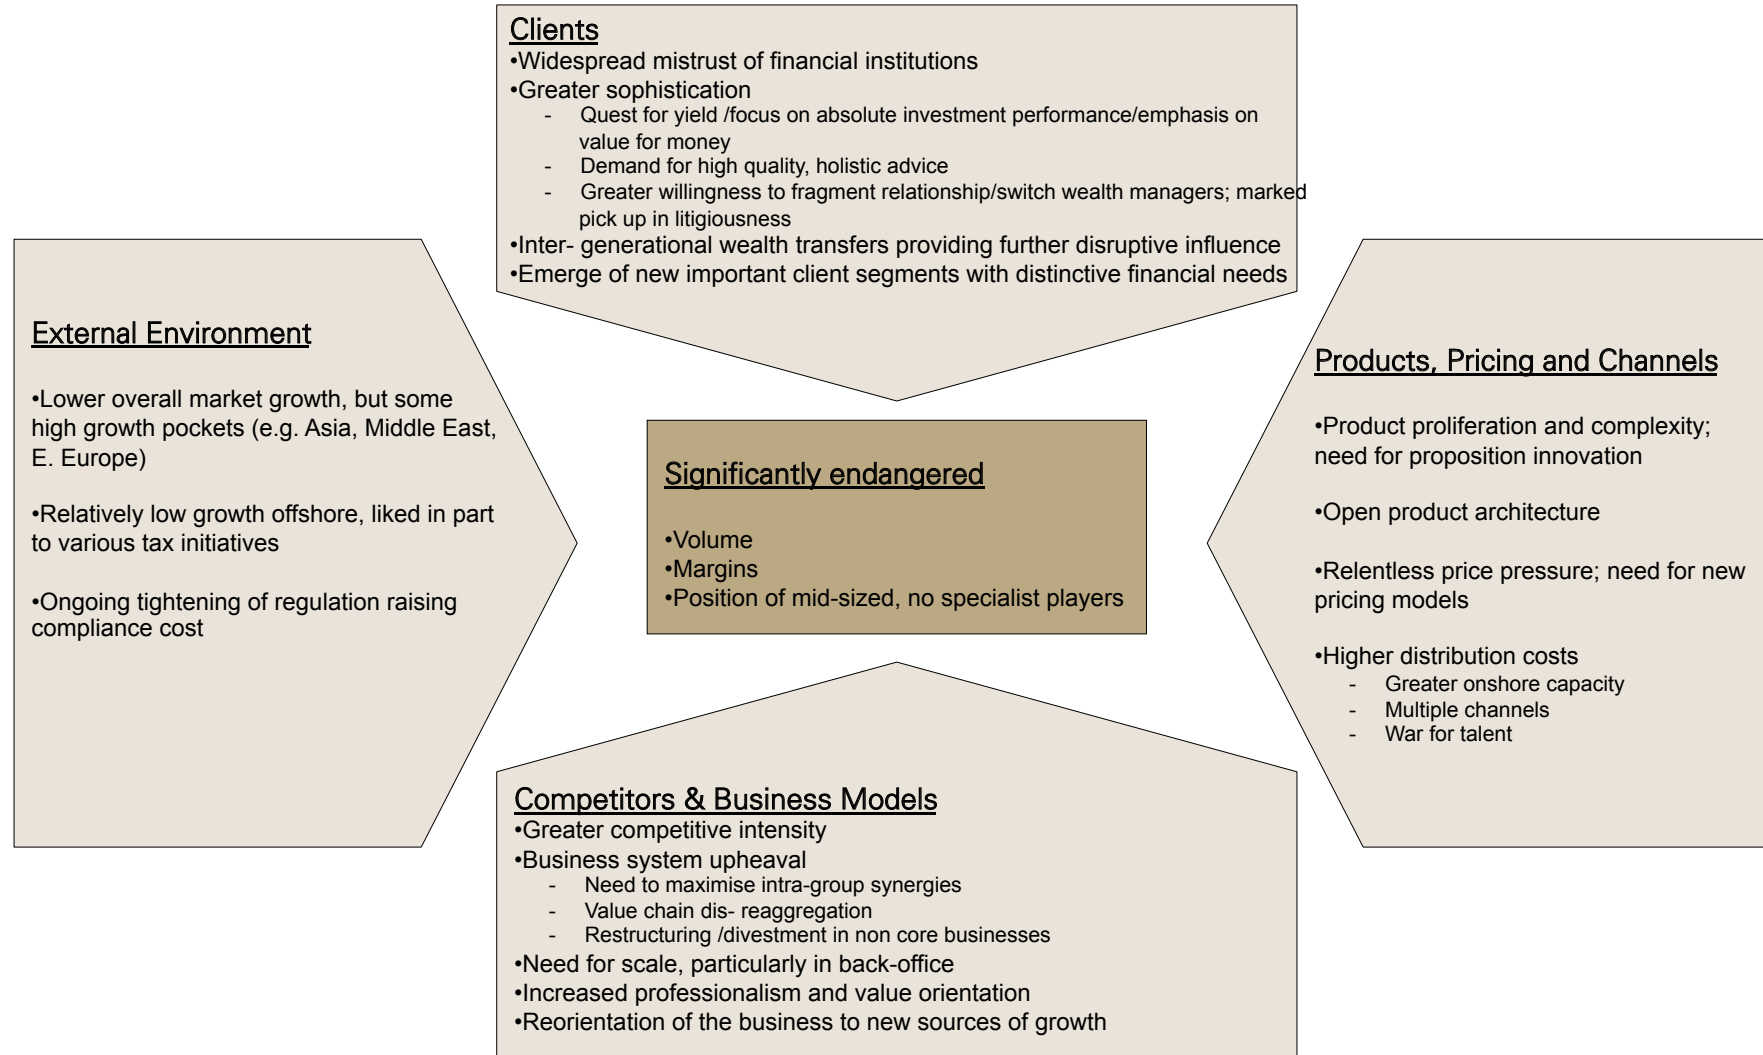 Clients
•Widespread mistrust of financial institutions
•Greater sophistication
- Quest for yield /focus on absolute investment performance/emphasis on
value for money
- Demand for high quality, holistic advice
- Greater willingness to fragment relationship/switch wealth managers; marked
pick up in litigiousness
•Inter- generational wealth transfers providing further disruptive influence
•Emerge of new important client segments with distinctive financial needs
External Environment
•Lower overall market growth, but some
high growth pockets (e.g. Asia, Middle East,
E. Europe)
•Relatively low growth offshore, liked in part
to various tax initiatives
•Ongoing tightening of regulation raising
compliance cost
Significantly endangered
•Volume
•Margins
•Position of mid-sized, no specialist players
Products, Pricing and Channels
•Product proliferation and complexity;
need for proposition innovation
•Open product architecture
•Relentless price pressure; need for new
pricing models
•Higher distribution costs
- Greater onshore capacity
- Multiple channels
- War for talent
Competitors & Business Models
•Greater competitive intensity
•Business system upheaval
- Need to maximise intra-group synergies
- Value chain dis- reaggregation
- Restructuring /divestment in non core businesses
•Need for scale, particularly in back-office
•Increased professionalism and value orientation
•Reorientation of the business to new sources of growth